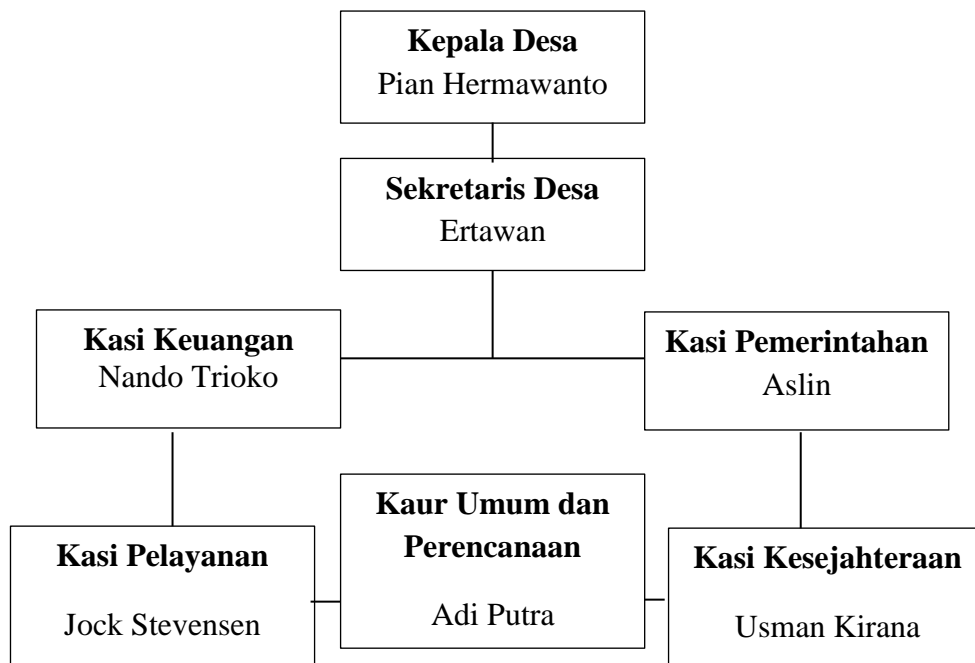 Kepala Desa
Pian Hermawanto
Sekretaris Desa
Ertawan
Kasi Keuangan
Nando Trioko
Kasi Pemerintahan
Aslin
Kasi Pelayanan
Jock Stevensen
Kaur Umum dan
Perencanaan
Adi Putra
Kasi Kesejahteraan
Usman Kirana